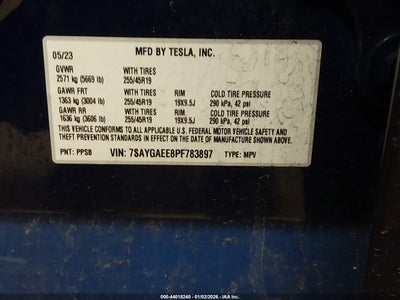 05/23 MFD BY TESLA, INC.
GVWR WITH TIRES
2571 kg (5669 lb) 255/45R19
GAWR FRT WITH TIRES RIM COLD TIRE PRESSURE
1363 kg (3004 lb) 255/45R19 19X9.5J 290 kPa, 42 psi
GAWR RR WITH TIRES RIM COLD TIRE PRESSURE
1636 kg (3606 lb) 255/45R19 19X9.5J 290 kPa, 42 psi
THIS VEHICLE CONFORMS TO ALL APPLICABLE U.S. FEDERAL MOTOR VEHICLE SAFETY AND
THEFT PREVENTION STANDARDS IN EFFECT ON DATE OF MANUFACTURE SHOWN ABOVE.
PNT: PPSB VIN: 7SAYGAEE8PF783897 TYPE: MPV
000-44018240 - 01/02/2026 - IAA Inc.